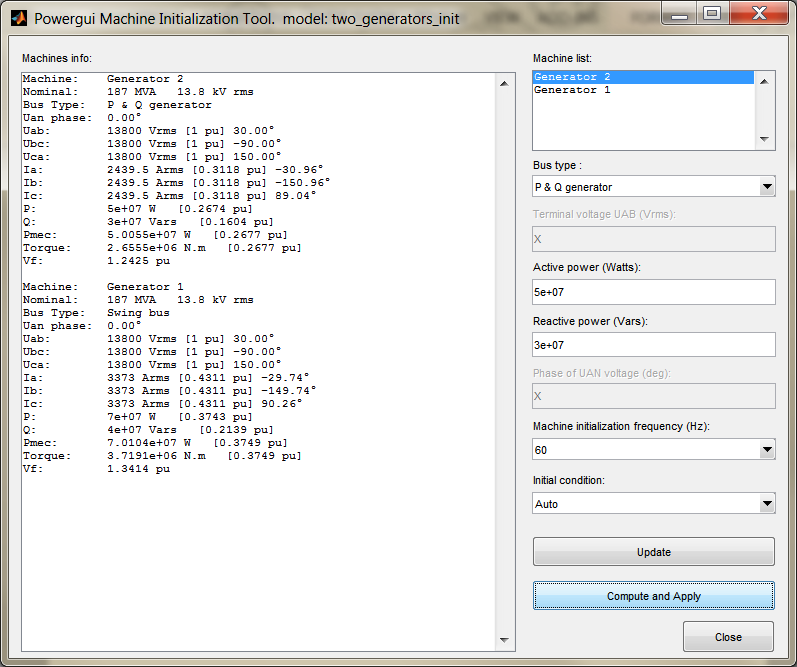 Powergui Machine Initialization Tool.  model: two_generators_init
Machines info:
Machine:    Generator 2
Nominal:    187 MVA   13.8 kV rms
Bus Type:   P & Q generator
Uan phase:  0.00°
Uab:        13800 Vrms [1 pu] 30.00°
Ubc:        13800 Vrms [1 pu] -90.00°
Uca:        13800 Vrms [1 pu] 150.00°
Ia:         2439.5 Arms [0.3118 pu] -30.96°
Ib:         2439.5 Arms [0.3118 pu] -150.96°
Ic:         2439.5 Arms [0.3118 pu] 89.04°
P:          5e+07 W   [0.2674 pu]
Q:          3e+07 Vars   [0.1604 pu]
Pmec:       5.0055e+07 W   [0.2677 pu]
Torque:     2.6555e+06 N.m   [0.2677 pu]
Vf:         1.2425 pu
Machine:    Generator 1
Nominal:    187 MVA   13.8 kV rms
Bus Type:   Swing bus
Uan phase:  0.00°
Uab:        13800 Vrms [1 pu] 30.00°
Ubc:        13800 Vrms [1 pu] -90.00°
Uca:        13800 Vrms [1 pu] 150.00°
Ia:         3373 Arms [0.4311 pu] -29.74°
Ib:         3373 Arms [0.4311 pu] -149.74°
Ic:         3373 Arms [0.4311 pu] 90.26°
P:          7e+07 W   [0.3743 pu]
Q:          4e+07 Vars   [0.2139 pu]
Pmec:       7.0104e+07 W   [0.3749 pu]
Torque:     3.7191e+06 N.m   [0.3749 pu]
Vf:         1.3414 pu
Machine list:
Generator 2
Generator 1
Bus type :
P & Q generator
Terminal voltage UAB (Vrms):
X
Active power (Watts):
5e+07
Reactive power (Vars):
3e+07
Phase of UAN voltage (deg):
X
Machine initialization frequency (Hz):
60
Initial condition:
Auto
Update
Compute and Apply
Close